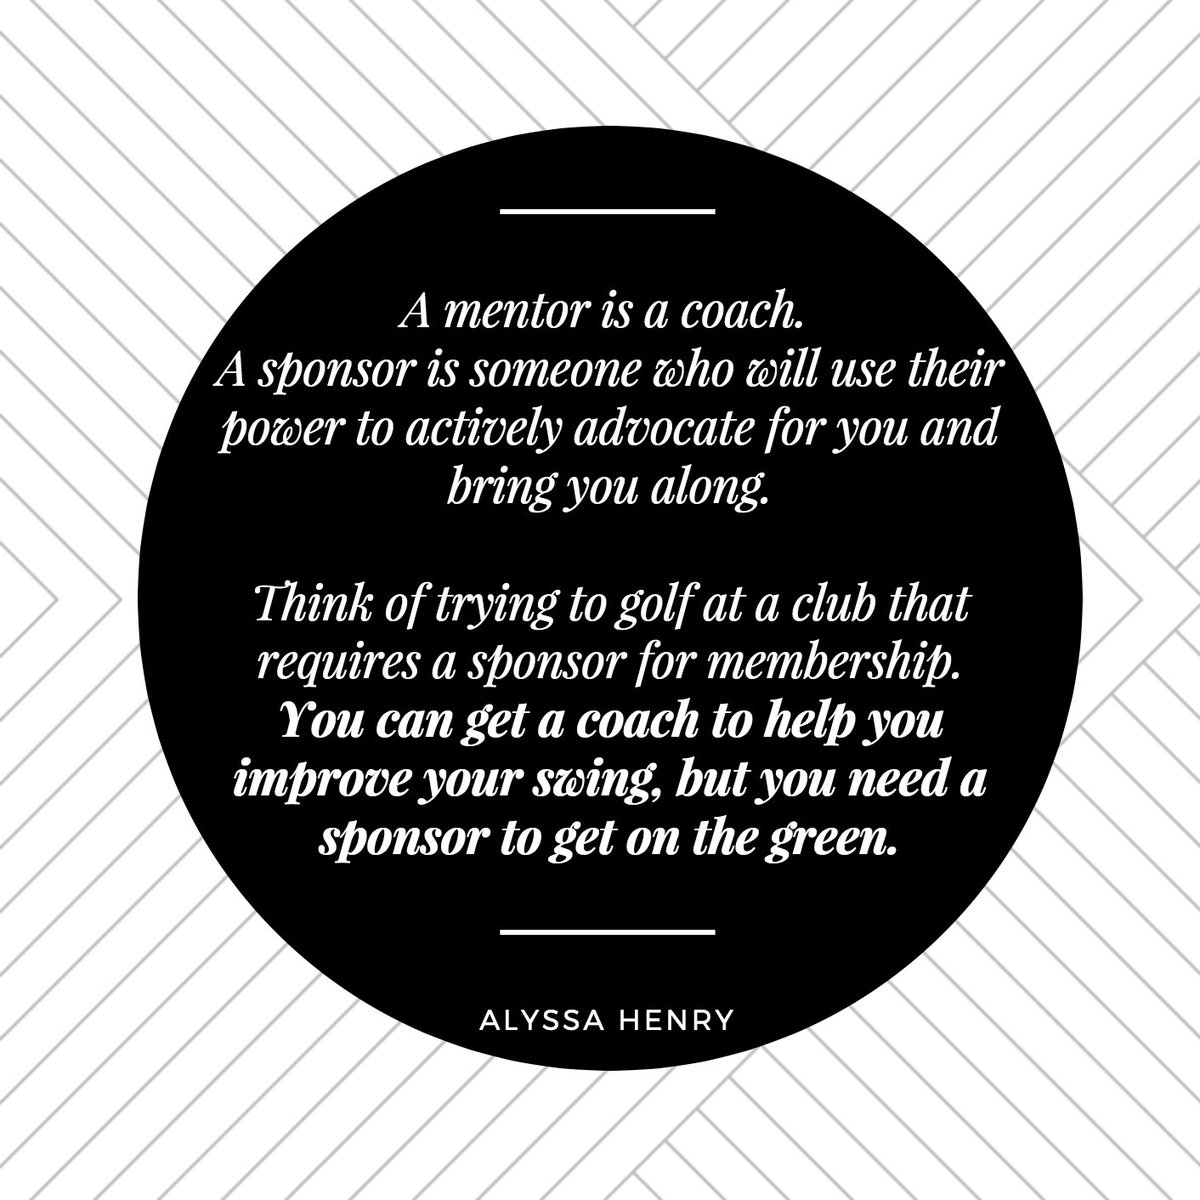 A mentor is a coach.
A sponsor is someone who will use their
power to actively advocate for you and
bring you along.
Think of trying to golf at a club that
requires a sponsor for membership.
You can get a coach to help you
improve your swing, but you need a
sponsor to get on the green.
ALYSSA HENRY